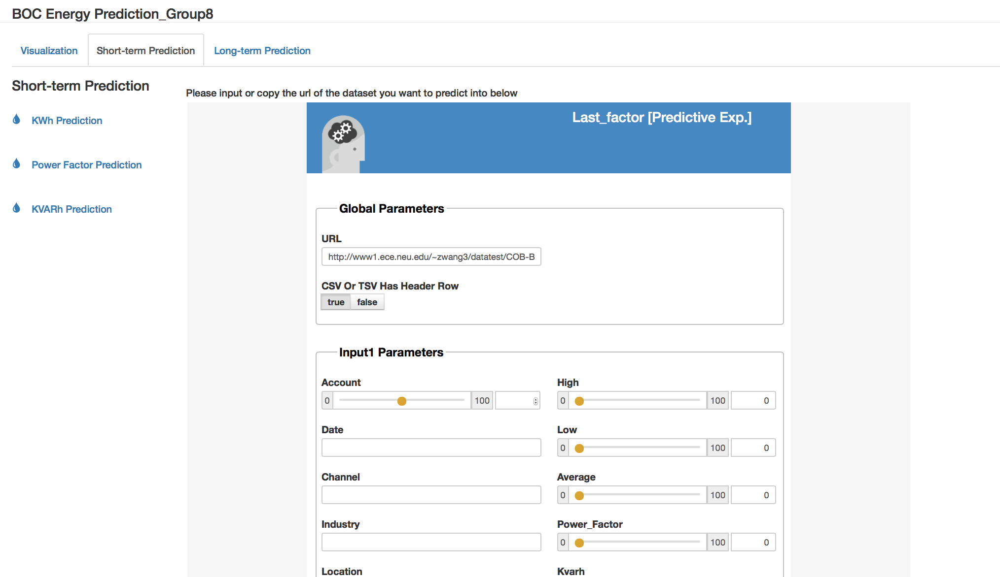 BOC Energy Prediction_Group8
Visualization
Short-term Prediction
Long-term Prediction
Short-term Prediction
KWh Prediction
Power Factor Prediction
KVARh Prediction
Please input or copy the url of the dataset you want to predict into below
Last_factor [Predictive Exp.]
Global Parameters
URL
http://www1.ece.neu.edu/~zwang3/datatest/COB-B
CSV Or TSV Has Header Row
true false
Input1 Parameters
Account
0 100
High
0 100 0
Date
Low
0 100 0
Channel
Average
0 100 0
Industry
Power_Factor
0 100 0
Location
Kvarh